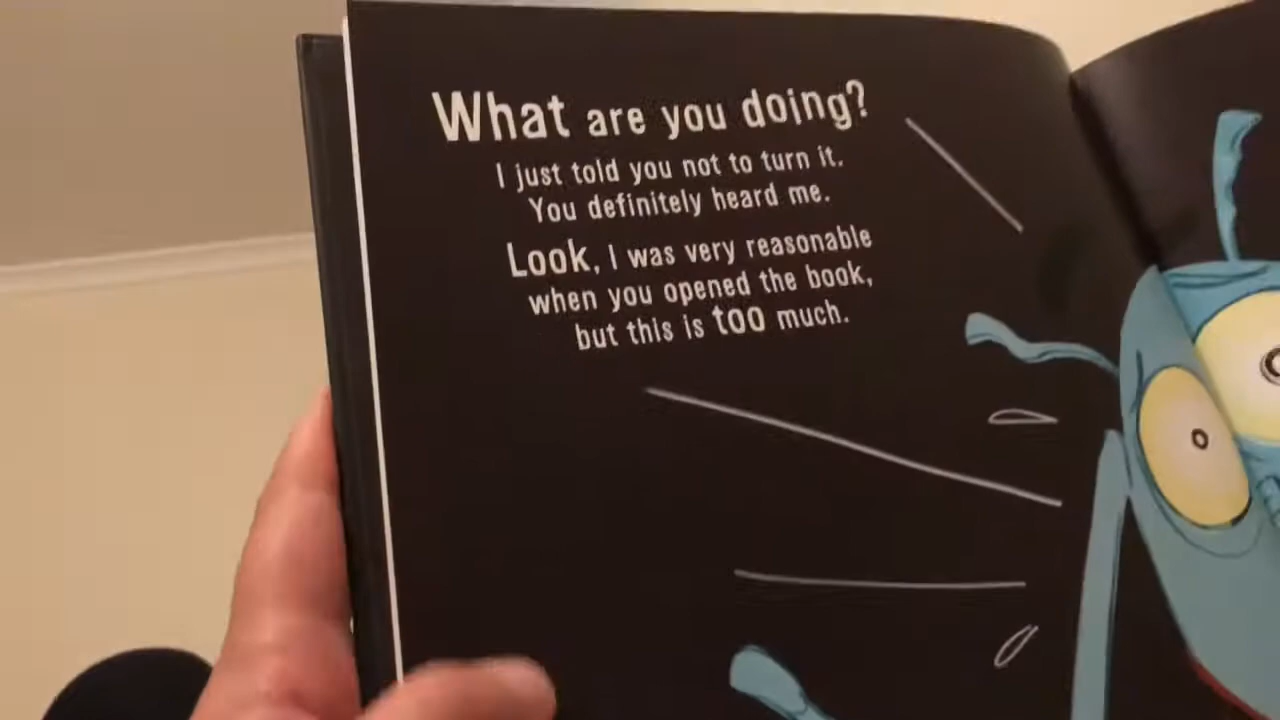 What are you doing?
I just told you not to turn it.
You definitely heard me.
Look, I was very reasonable
when you opened the book,
but this is too much.